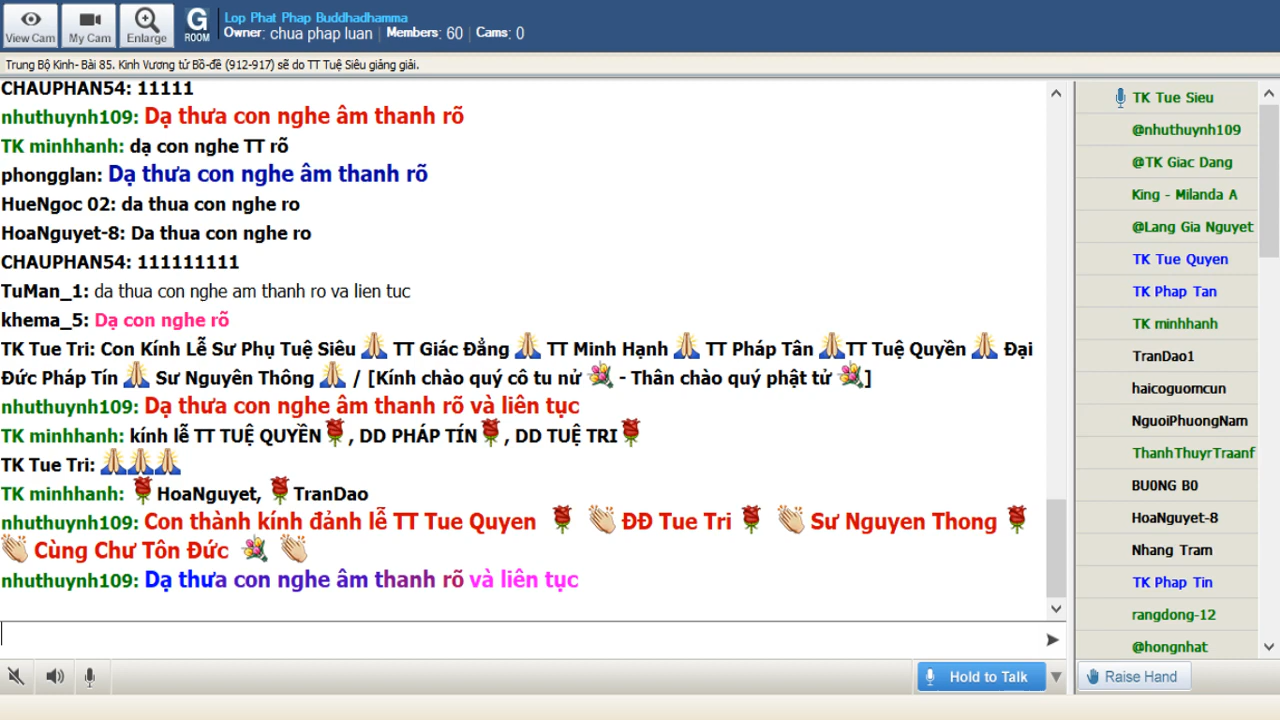 View Cam
My Cam
Enlarge
G
ROOM
Lop Phat Phap Buddhadhamma
Owner: chua phap luan | Members: 60 | Cams: 0
Trung Bộ Kinh- Bài 85. Kinh Vương tử Bồ-đề (912-917) sẽ do TT Tuệ Siêu giảng giải.
CHAUPHAN54: 11111
nhuthuynh109: Dạ thưa con nghe âm thanh rõ
TK minhhanh: dạ con nghe TT rõ
phongglan: Dạ thưa con nghe âm thanh rõ
HueNgoc 02: da thua con nghe ro
HoaNguyet-8: Da thua con nghe ro
CHAUPHAN54: 111111111
TuMan_1: da thua con nghe am thanh ro va lien tuc
khema_5: Dạ con nghe rõ
TK Tue Tri: Con Kính Lễ Sư Phụ Tuệ Siêu 🙏 TT Giác Đẳng 🙏 TT Minh Hạnh 🙏 TT Pháp Tân 🙏TT Tuệ Quyền 🙏 Đại
Đức Pháp Tín 🙏 Sư Nguyên Thông 🙏 / [Kính chào quý cô tu nử 💐 - Thân chào quý phật tử 💐]
nhuthuynh109: Dạ thưa con nghe âm thanh rõ và liên tục
TK minhhanh: kính lễ TT TUỆ QUYỀN🌹, DD PHÁP TÍN🌹, DD TUỆ TRI🌹
TK Tue Tri: 🙏🙏🙏
TK minhhanh: 🌹HoaNguyet, 🌹TranDao
nhuthuynh109: Con thành kính đảnh lễ TT Tue Quyen 🌹 👏 ĐĐ Tue Tri 🌹 👏 Sư Nguyen Thong 🌹
👏 Cùng Chư Tôn Đức 💐 👏
nhuthuynh109: Dạ thưa con nghe âm thanh rõ và liên tục
TK Tue Sieu
@nhuthuynh109
@TK Giac Dang
King - Milanda A
@Lang Gia Nguyet
TK Tue Quyen
TK Phap Tan
TK minhhanh
TranDao1
haicoguomcun
NguoiPhuongNam
ThanhThuyrTraanf
BU0NG B0
HoaNguyet-8
Nhang Tram
TK Phap Tin
rangdong-12
@hongnhat
Hold to Talk
Raise Hand